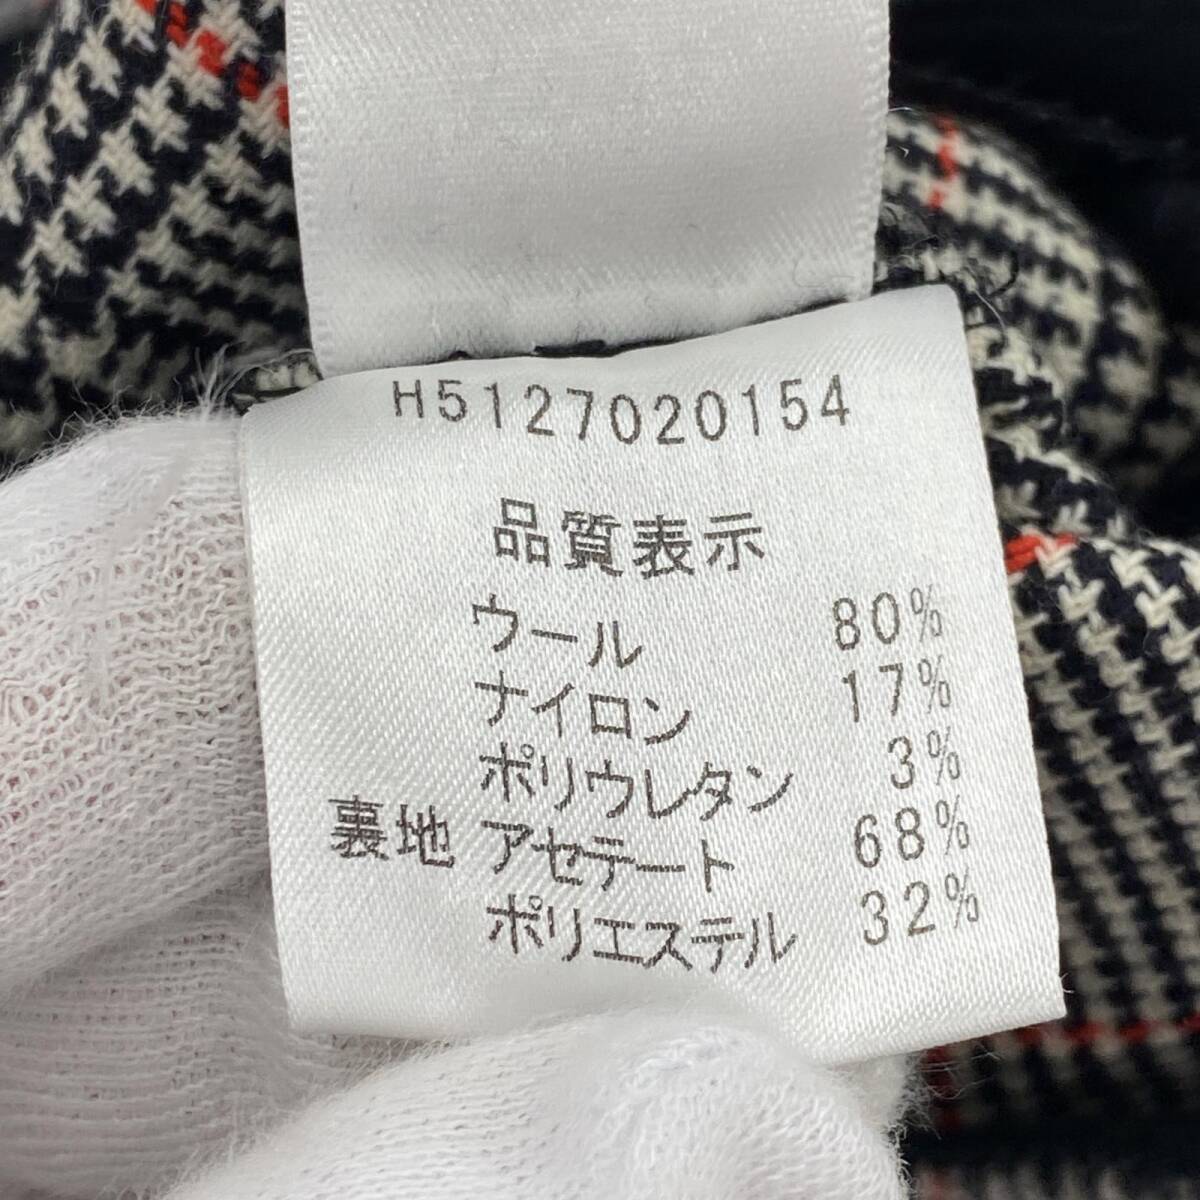 H5127020154
品質表示
ウール 80%
ナイロン 17%
ポリウレタン 3%
裏地 アセテート 68%
ポリエステル 32%